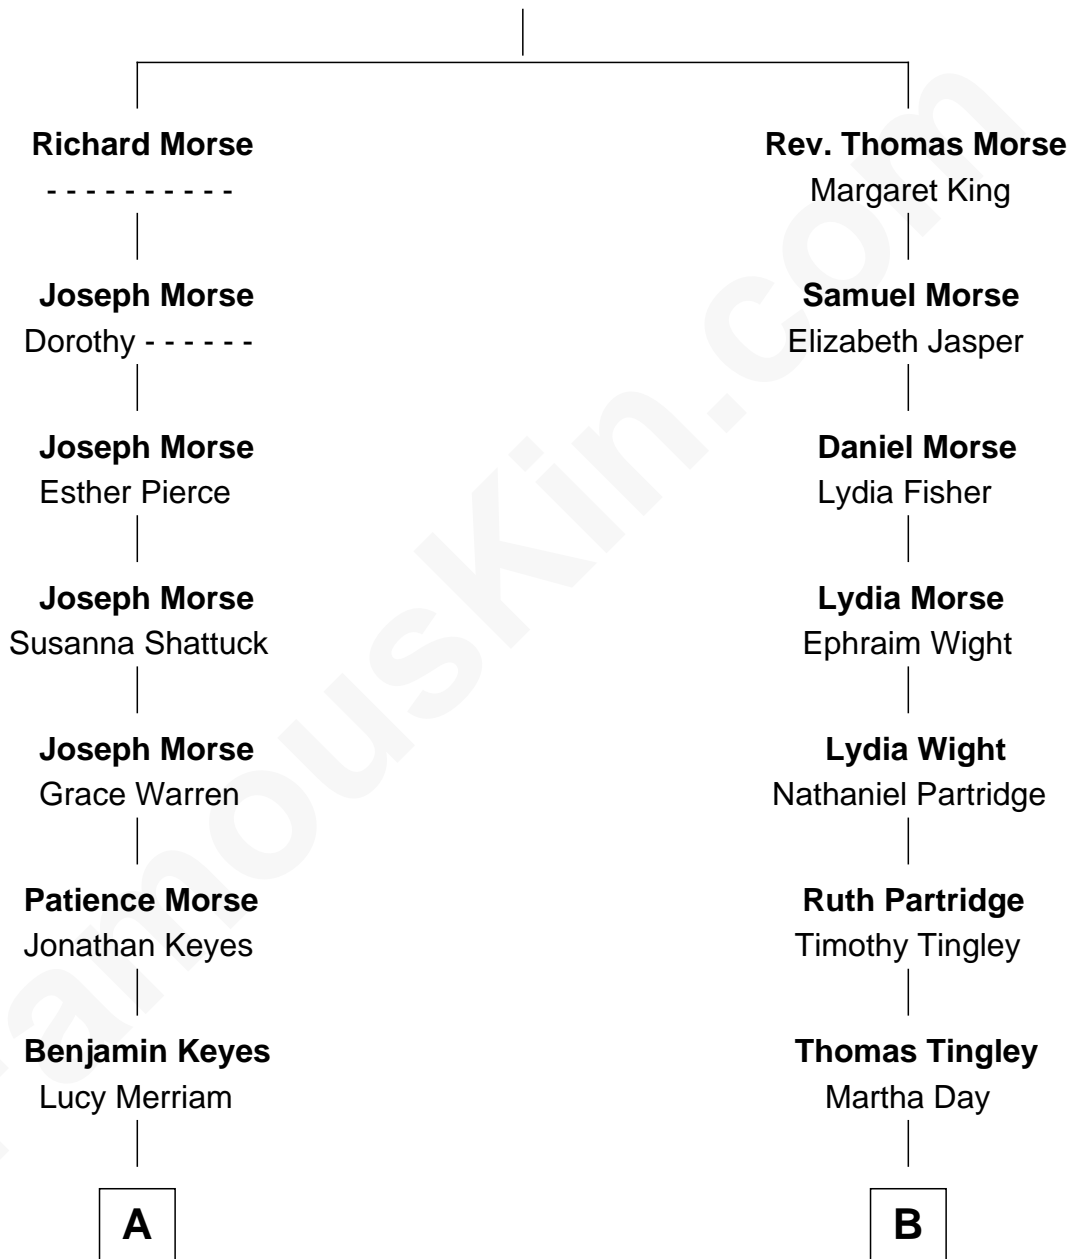 Richard Morse
- - - - - - - - - -
Joseph Morse
Dorothy - - - - - -
Joseph Morse
Esther Pierce
Joseph Morse
Susanna Shattuck
Joseph Morse
Grace Warren
Patience Morse
Jonathan Keyes
Benjamin Keyes
Lucy Merriam
A
Rev. Thomas Morse
Margaret King
Samuel Morse
Elizabeth Jasper
Daniel Morse
Lydia Fisher
Lydia Morse
Ephraim Wight
Lydia Wight
Nathaniel Partridge
Ruth Partridge
Timothy Tingley
Thomas Tingley
Martha Day
B
FamousKin.com